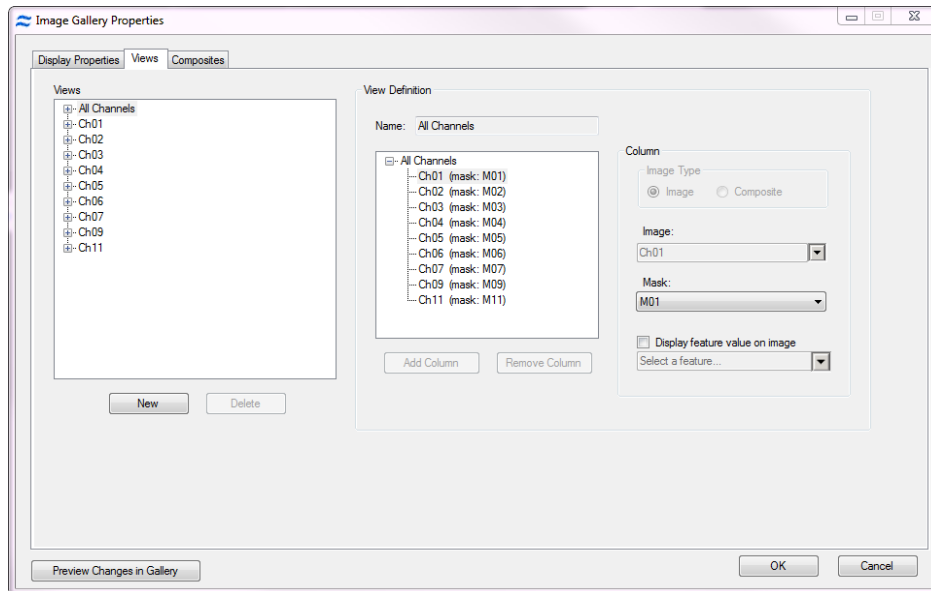 Image Gallery Properties
Display Properties
Views
Composites
Views
All Channels
Ch01
Ch02
Ch03
Ch04
Ch05
Ch06
Ch07
Ch09
Ch11
New
Delete
View Definition
Name: All Channels
All Channels
Ch01 (mask: M01)
Ch02 (mask: M02)
Ch03 (mask: M03)
Ch04 (mask: M04)
Ch05 (mask: M05)
Ch06 (mask: M06)
Ch07 (mask: M07)
Ch09 (mask: M09)
Ch11 (mask: M11)
Add Column
Remove Column
Column
Image Type
Image
Composite
Image:
Ch01
Mask:
M01
Display feature value on image
Select a feature...
Preview Changes in Gallery
OK
Cancel